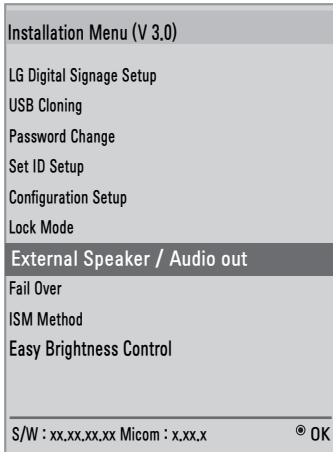 Installation Menu (V 3.0)
LG Digital Signage Setup
USB Cloning
Password Change
Set ID Setup
Configuration Setup
Lock Mode
External Speaker / Audio out
Fail Over
ISM Method
Easy Brightness Control
S/W : xx.xx.xx.xx Micom : x.xx.x ◉ OK